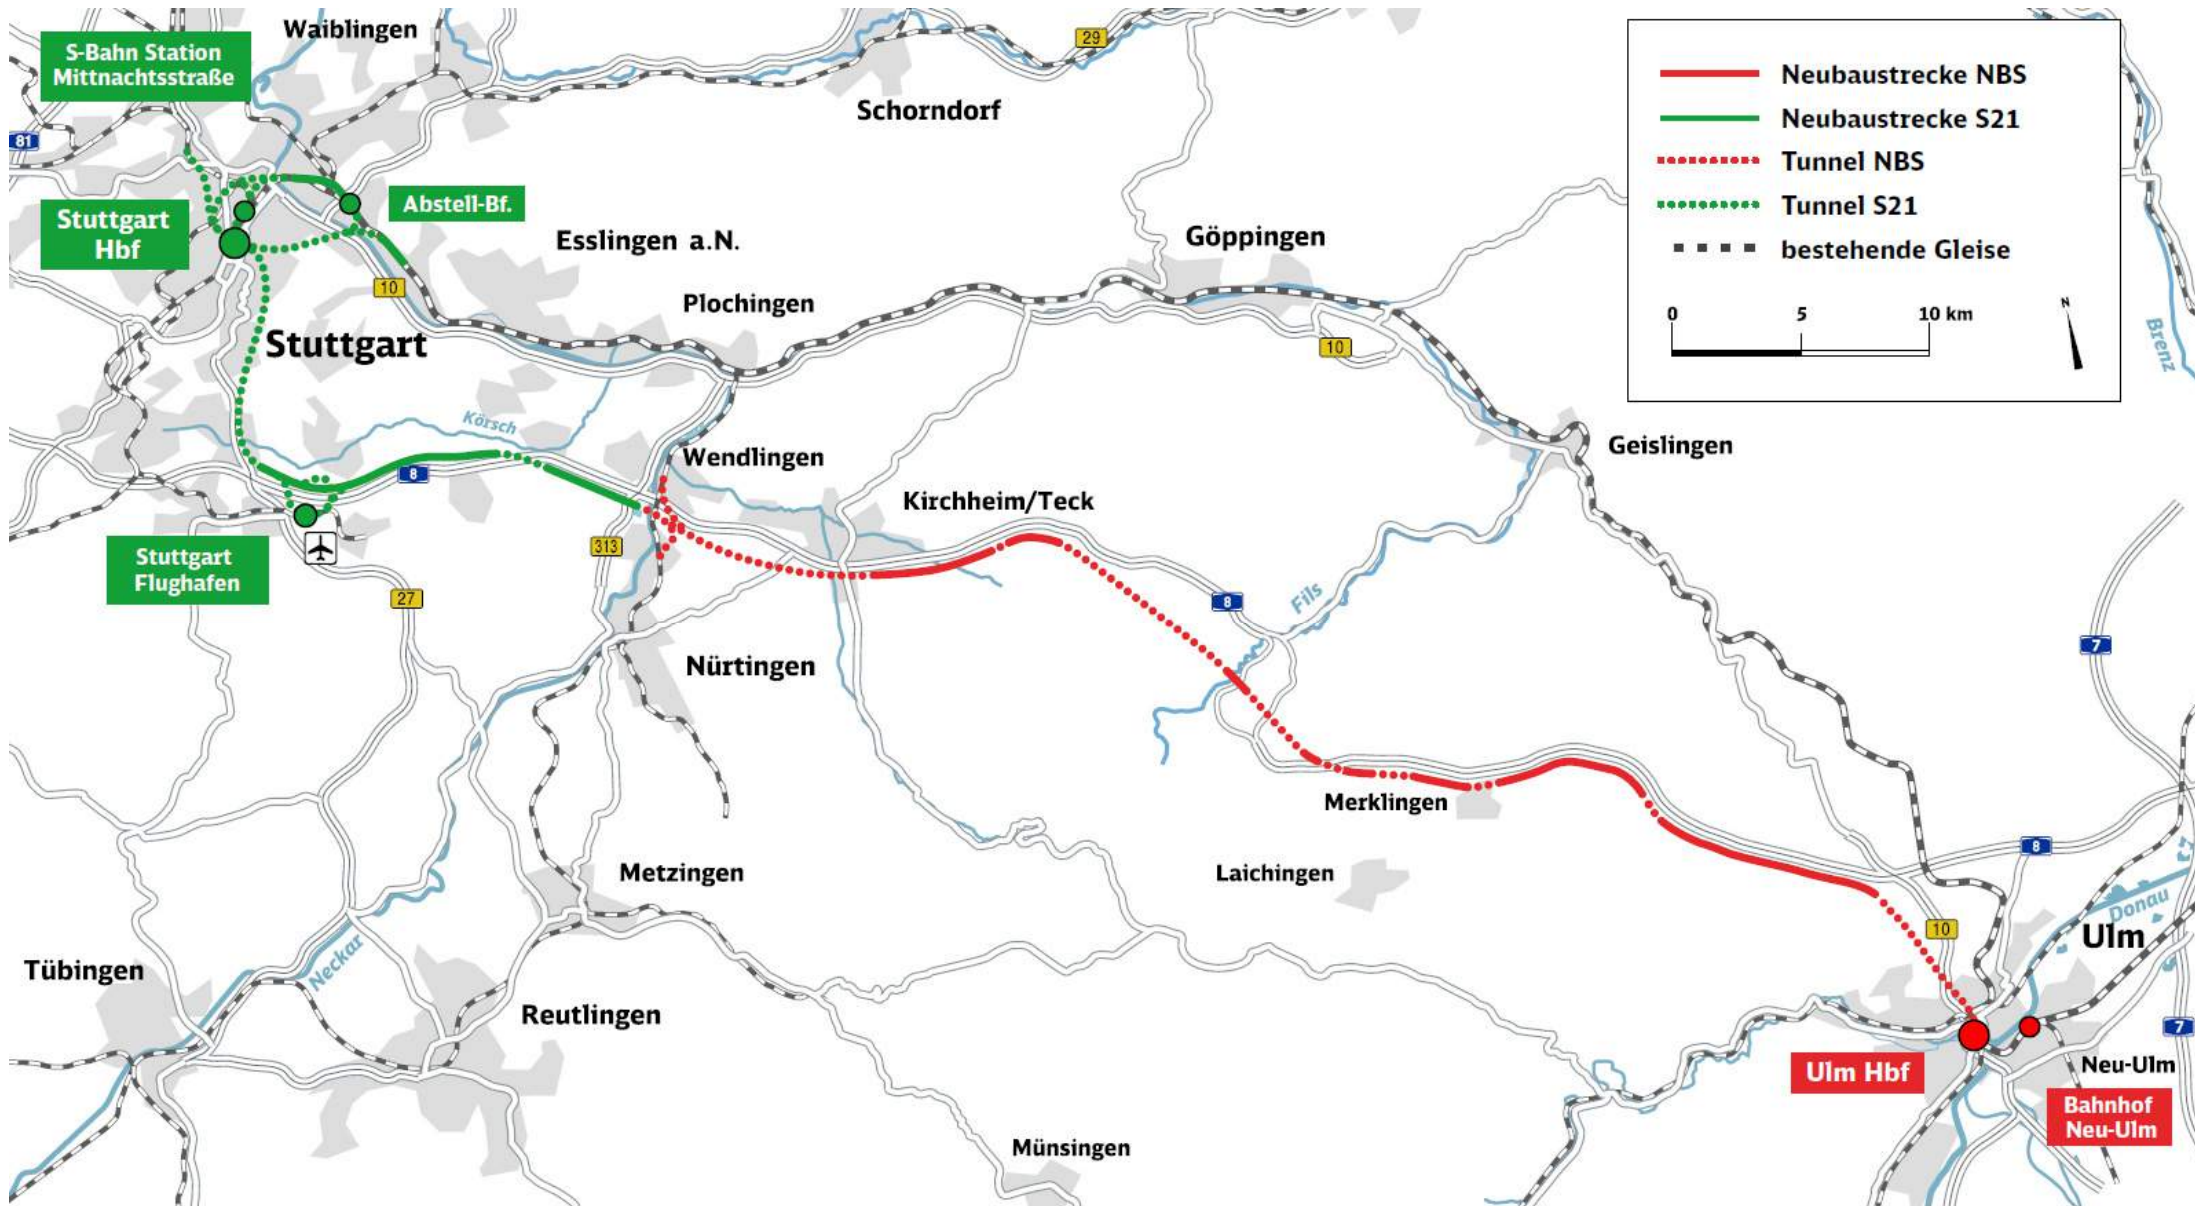 Waiblingen
S-Bahn Station
Mittnachtsstraße
29
Schorndorf
81
Stuttgart
Hbf
Abstell-Bf.
Esslingen a.N.
Göppingen
10
Plochingen
Stuttgart
10
Neubaustrecke NBS
Neubaustrecke S21
Tunnel NBS
Tunnel S21
bestehende Gleise
0 5 10 km
N
Brenz
Körsch
8
Wendlingen
Geislingen
Kirchheim/Teck
Stuttgart
Flughafen
313
27
8
Fils
7
Nürtingen
Merklingen
8
Metzingen
Laichingen
Donau
10
Ulm
Tübingen
Neckar
Reutlingen
7
Ulm Hbf
Neu-Ulm
Bahnhof
Neu-Ulm
Münsingen